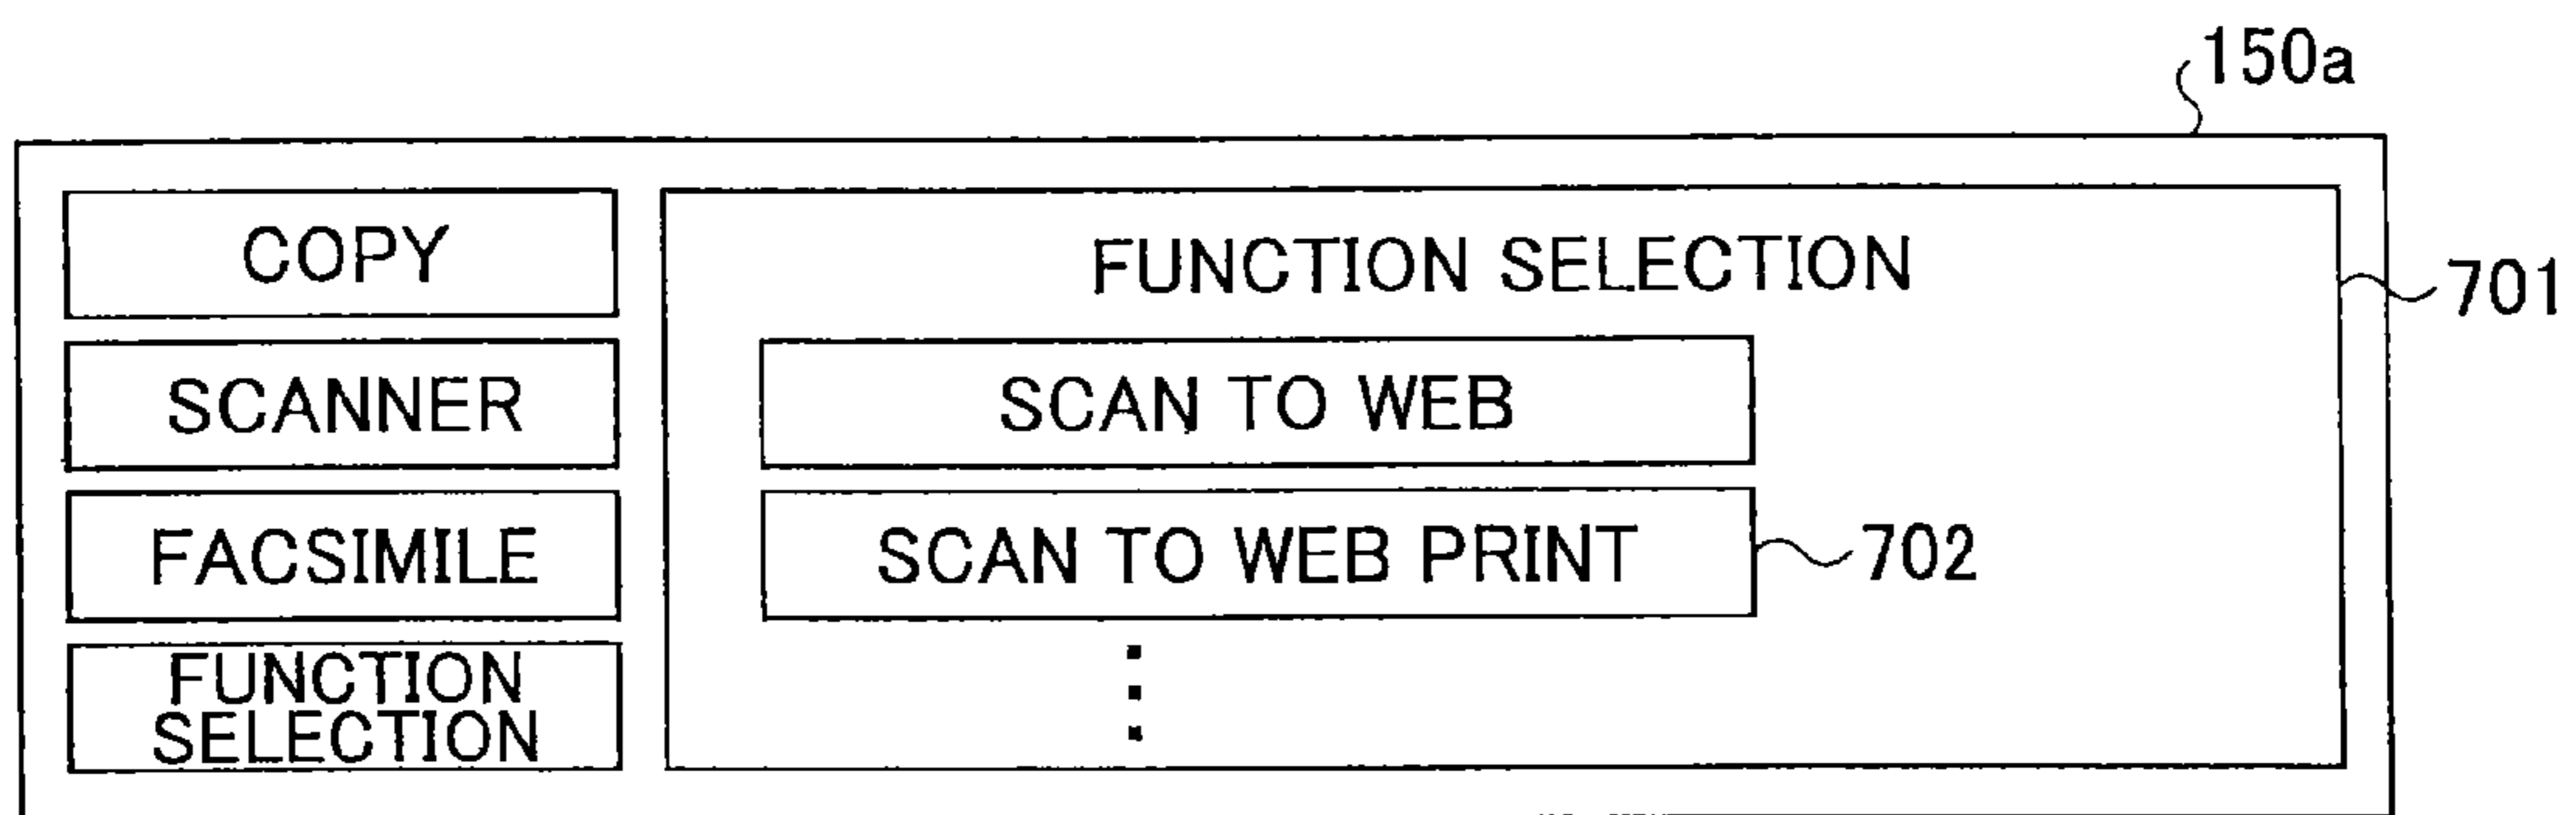 150a
COPY
SCANNER
FACSIMILE
FUNCTION
SELECTION
FUNCTION SELECTION
701
SCAN TO WEB
SCAN TO WEB PRINT
702